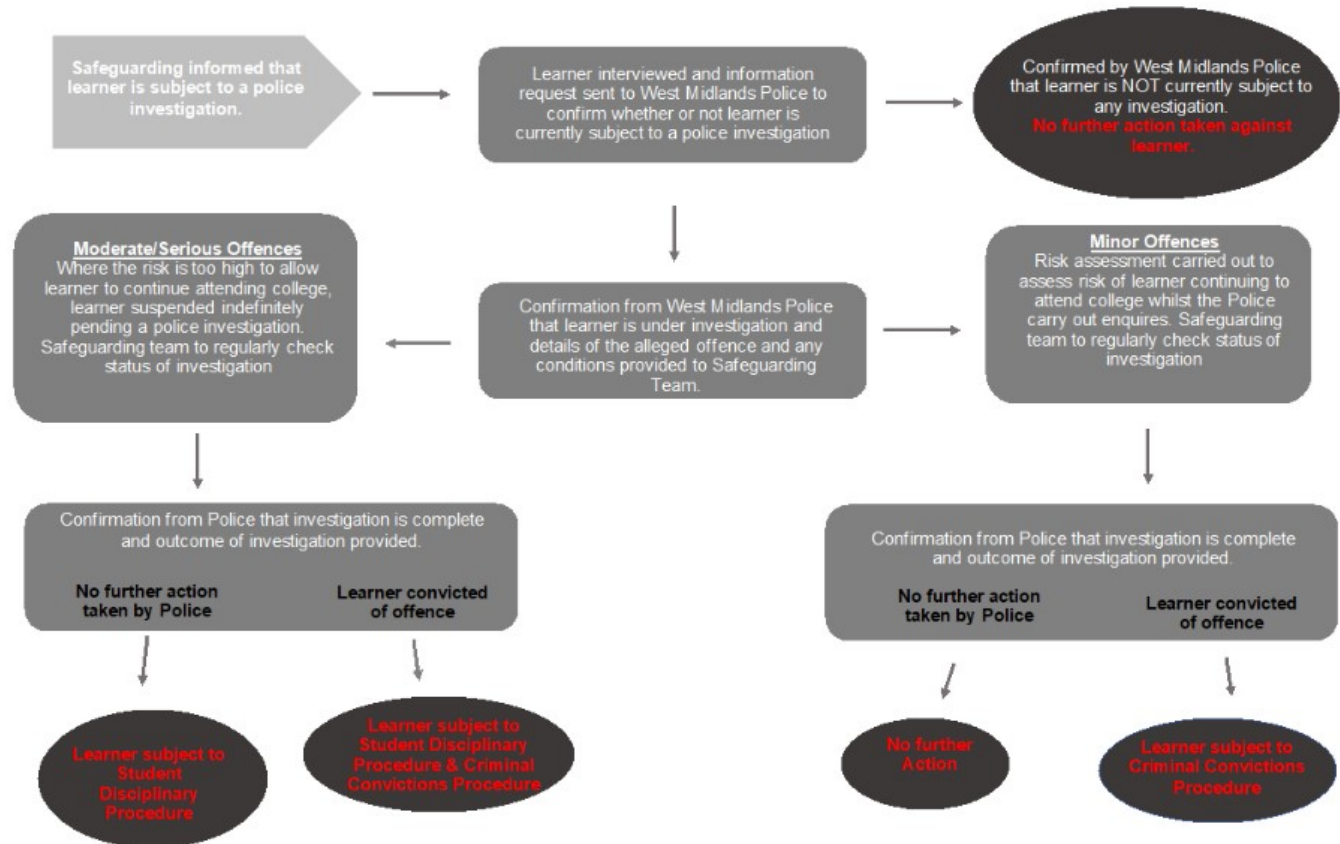 Safeguarding informed that
learner is subject to a police
investigation.
Learner interviewed and information
request sent to West Midlands Police to
confirm whether or not learner is
currently subject to a police investigation
Confirmed by West Midlands Police
that learner is NOT currently subject to
any investigation.
No further action taken against
learner.
Moderate/Serious Offences
Where the risk is too high to allow
learner to continue attending college,
learner suspended indefinitely
pending a police investigation.
Safeguarding team to regularly check
status of investigation
Confirmation from West Midlands Police
that learner is under investigation and
details of the alleged offence and any
conditions provided to Safeguarding
Team.
Minor Offences
Risk assessment carried out to
assess risk of learner continuing to
attend college whilst the Police
carry out enquires. Safeguarding
team to regularly check status of
investigation
Confirmation from Police that investigation is complete
and outcome of investigation provided.
No further action
taken by Police
Learner convicted
of offence
Confirmation from Police that investigation is complete
and outcome of investigation provided.
No further action
taken by Police
Learner convicted
of offence
Learner subject to
Student
Disciplinary
Procedure
Learner subject to
Student Disciplinary
Procedure & Criminal
Convictions Procedure
No further
Action
Learner subject to
Criminal Convictions
Procedure